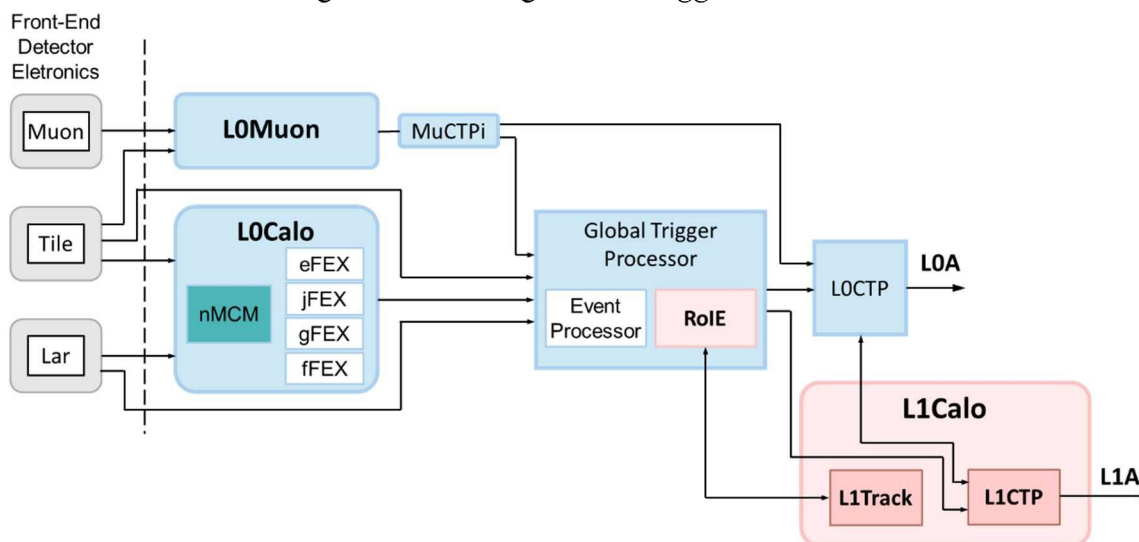 Front-End
Detector
Eletronics
Muon
Tile
Lar
L0Muon
MuCTPi
L0Calo
nMCM
eFEX
jFEX
gFEX
fFEX
Global Trigger
Processor
Event
Processor
RoIE
L0CTP
L0A
L1Calo
L1Track
L1CTP
L1A